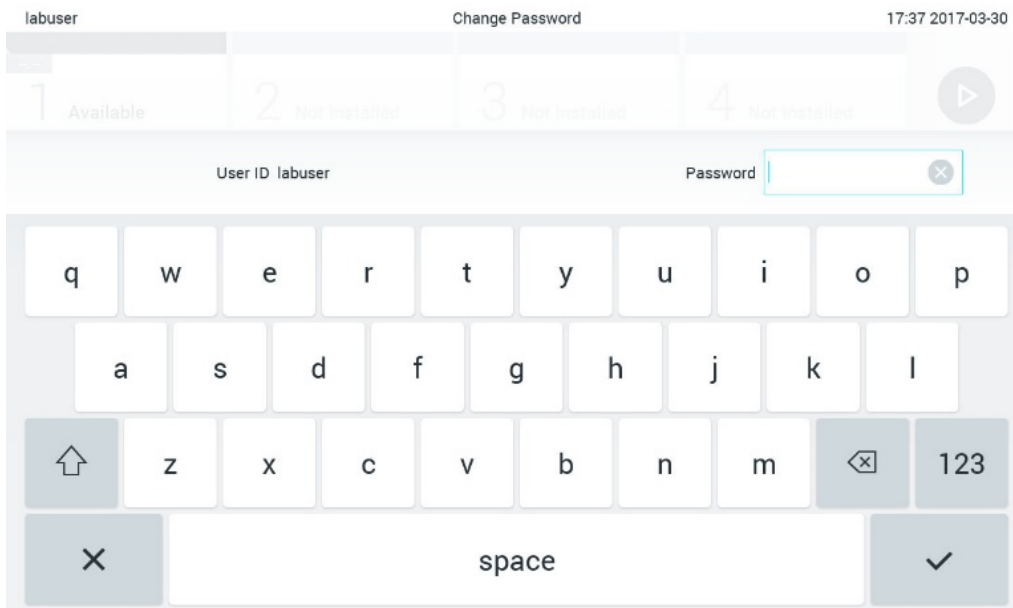 labuser Change Password 17:37 2017-03-30
1 Available 2 Not installed 3 Not installed 4 Not installed
User ID labuser Password
q w e r t y u i o p
a s d f g h j k l
z x c v b n m 123
space